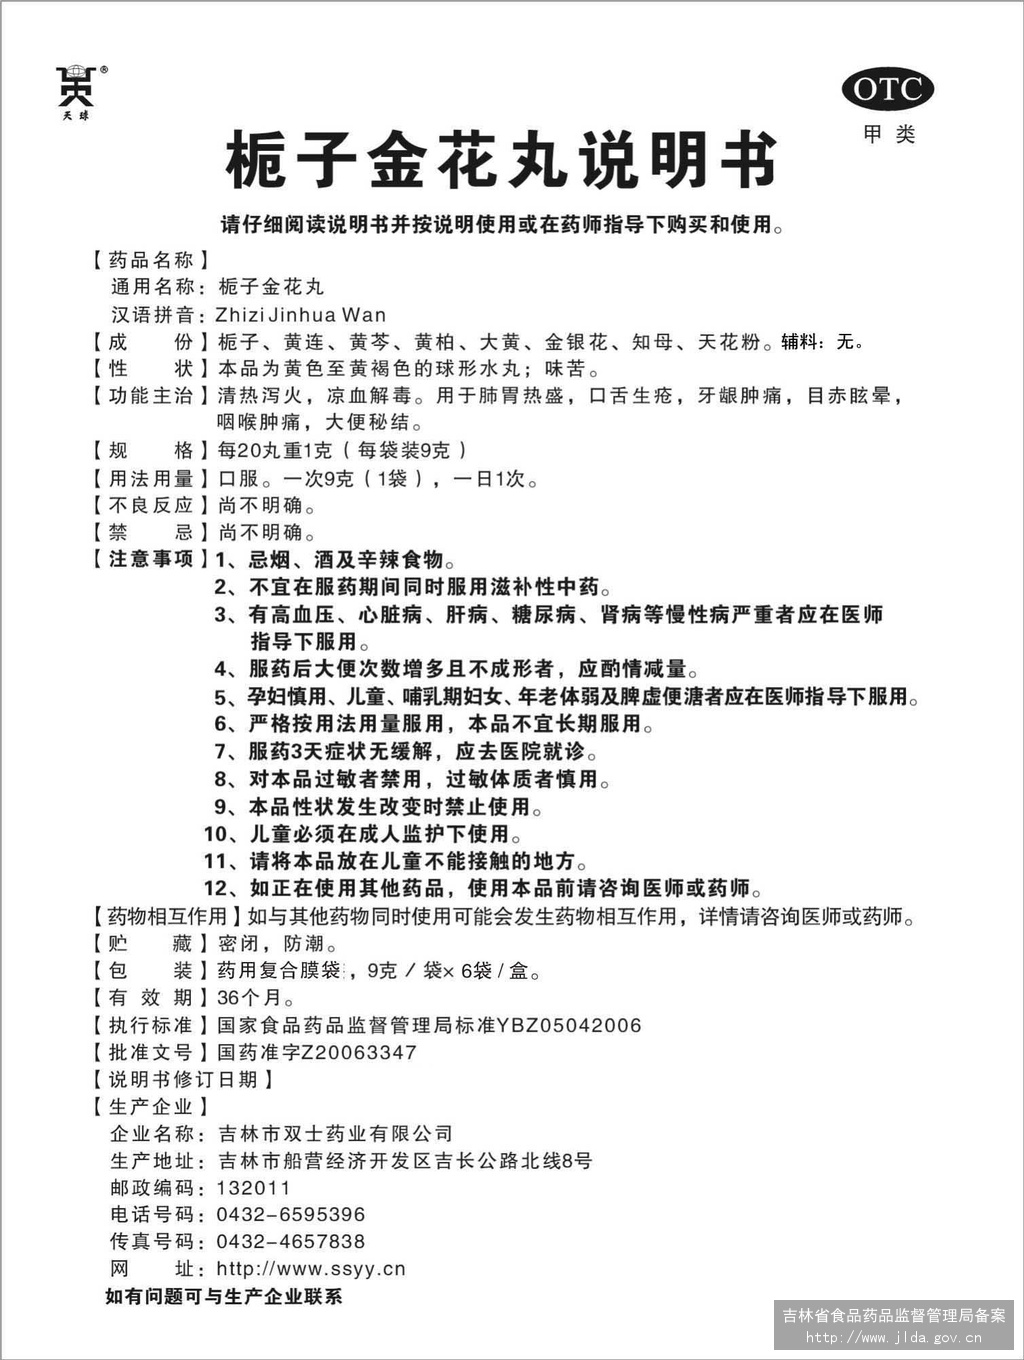 天球
®
OTC
甲类
栀子金花丸说明书
请仔细阅读说明书并按说明使用或在药师指导下购买和使用。
【药品名称】
通用名称：栀子金花丸
汉语拼音：Zhizi Jinhua Wan
【成 份】栀子、黄连、黄芩、黄柏、大黄、金银花、知母、天花粉。辅料：无。
【性 状】本品为黄色至黄褐色的球形水丸；味苦。
【功能主治】清热泻火，凉血解毒。用于肺胃热盛，口舌生疮，牙龈肿痛，目赤眩晕，
咽喉肿痛，大便秘结。
【规 格】每20丸重1克（每袋装9克）
【用法用量】口服。一次9克（1袋），一日1次。
【不良反应】尚不明确。
【禁 忌】尚不明确。
【注意事项】1、忌烟、酒及辛辣食物。
2、不宜在服药期间同时服用滋补性中药。
3、有高血压、心脏病、肝病、糖尿病、肾病等慢性病严重者应在医师
指导下服用。
4、服药后大便次数增多且不成形者，应酌情减量。
5、孕妇慎用、儿童、哺乳期妇女、年老体弱及脾虚便溏者应在医师指导下服用。
6、严格按用法用量服用，本品不宜长期服用。
7、服药3天症状无缓解，应去医院就诊。
8、对本品过敏者禁用，过敏体质者慎用。
9、本品性状发生改变时禁止使用。
10、儿童必须在成人监护下使用。
11、请将本品放在儿童不能接触的地方。
12、如正在使用其他药品，使用本品前请咨询医师或药师。
【药物相互作用】如与其他药物同时使用可能会发生药物相互作用，详情请咨询医师或药师。
【贮 藏】密闭，防潮。
【包 装】药用复合膜袋，9克／袋×6袋/盒。
【有 效 期】36个月。
【执行标准】国家食品药品监督管理局标准YBZ05042006
【批准文号】国药准字Z20063347
【说明书修订日期】
【生产企业】
企业名称：吉林市双士药业有限公司
生产地址：吉林市船营经济开发区吉长公路北线8号
邮政编码：132011
电话号码：0432-6595396
传真号码：0432-4657838
网 址：http://www.ssyy.cn
如有问题可与生产企业联系
吉林省食品药品监督管理局备案
http://www.jlda.gov.cn